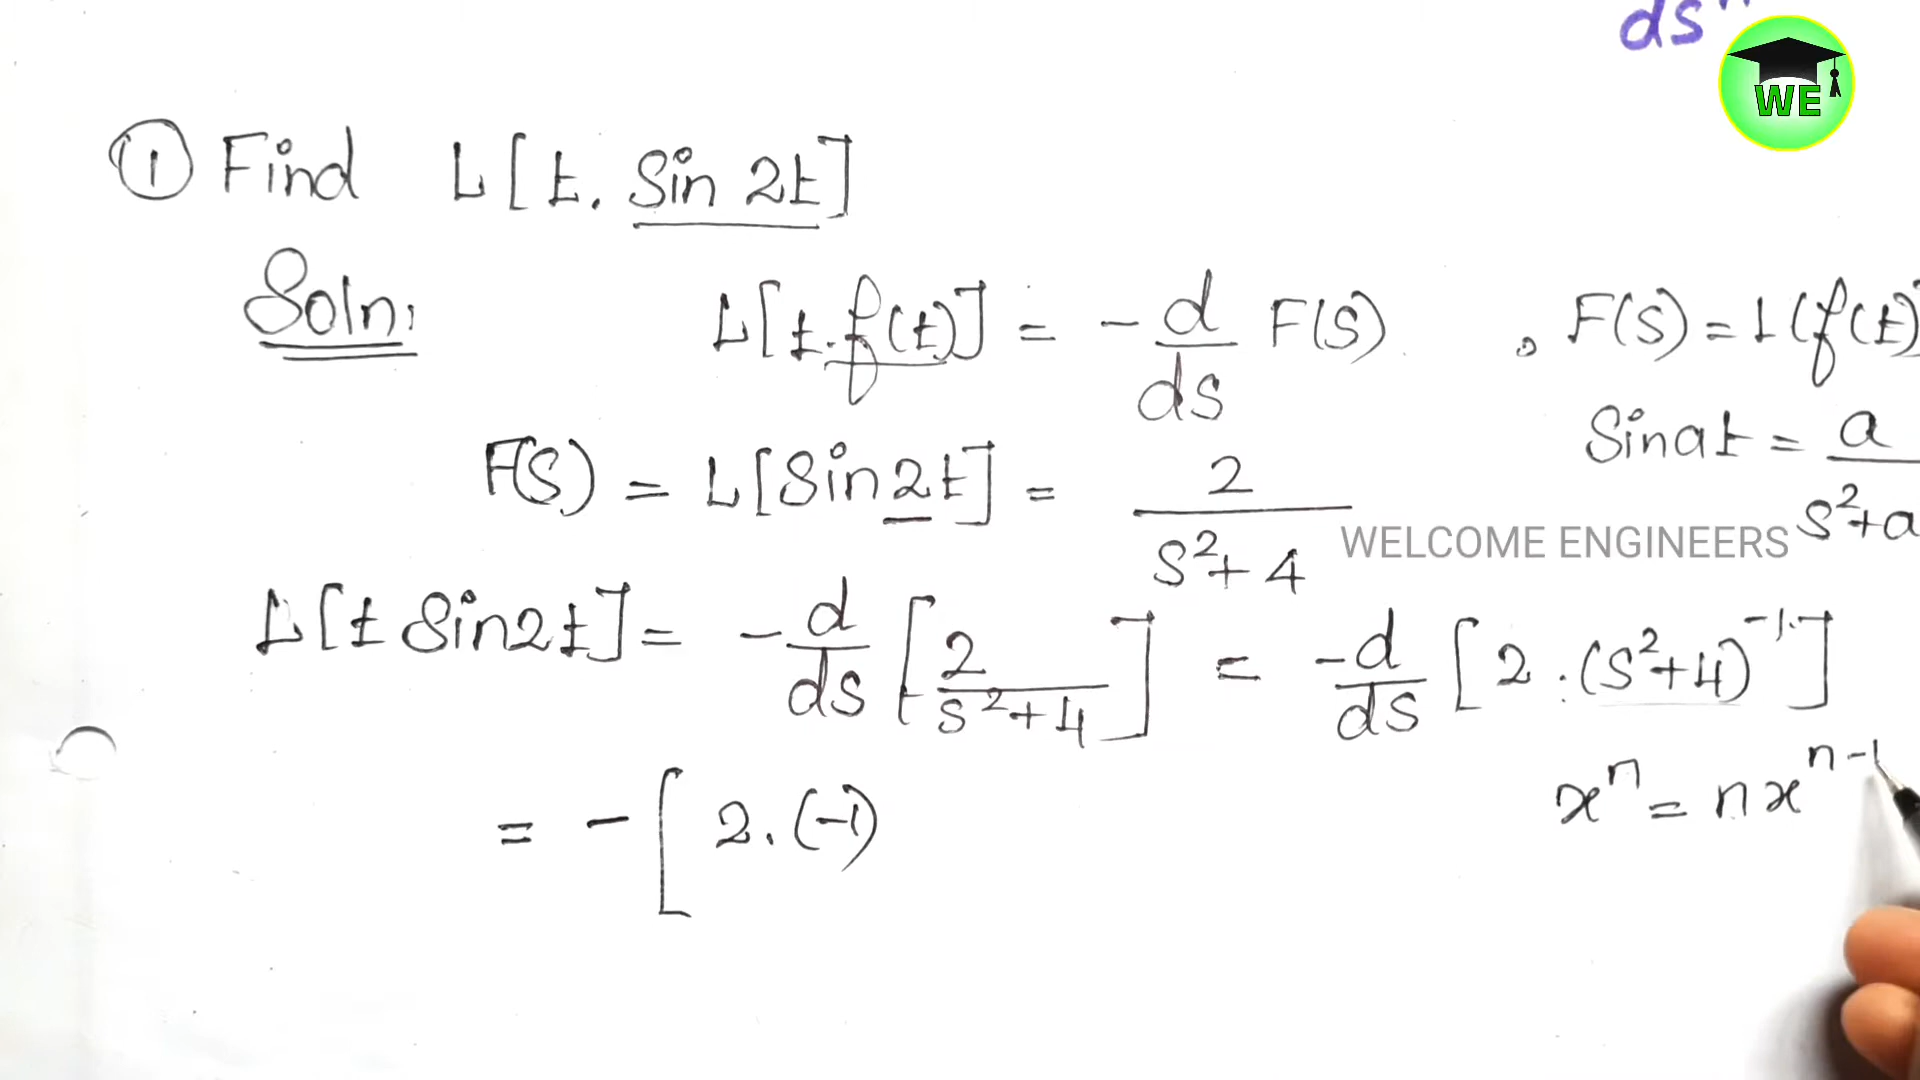 ds^n
WE
① Find L[t. Sin 2t]
Soln: L[t.f(t)] = -d/ds F(S) , F(S) = L(f(t)
Sinat = a/s²+a
F(S) = L[Sin2t] = 2/s²+4
WELCOME ENGINEERS
L[t Sin2t] = -d/ds [2/s²+4] = -d/ds [2.(s²+4)^-1]
x^n = n x^n-1
= -[2.(-1)